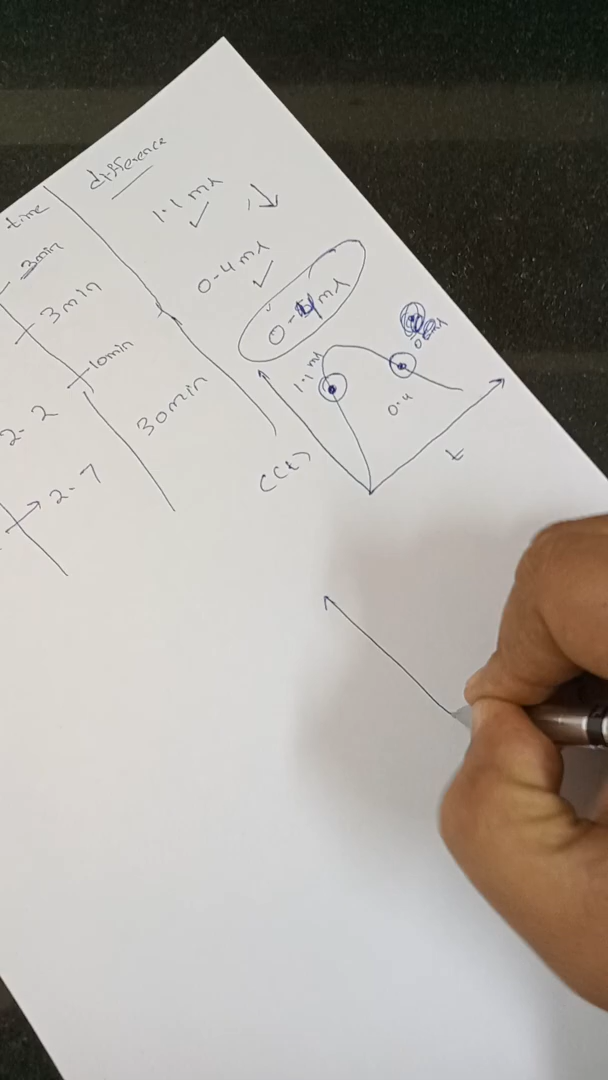 time difference
3min 1.1 ml
3min 0.4 ml
10min
2.2 30min
2.7
1.1 ml
0.4
C(t)
t